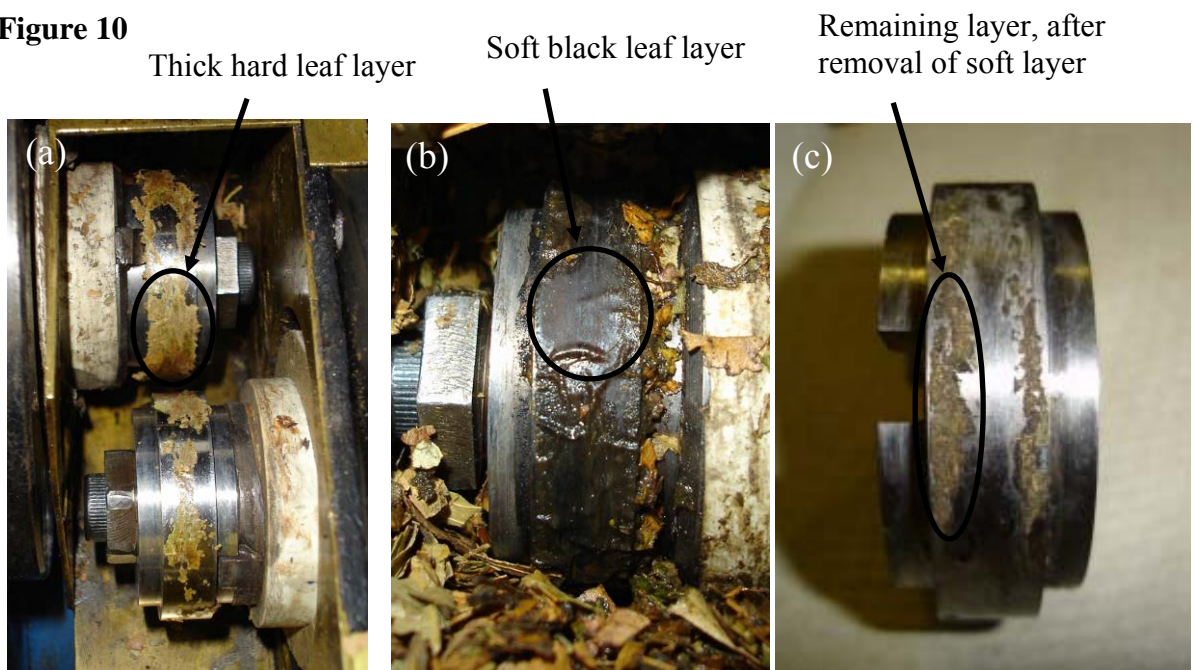 Figure 10
Thick hard leaf layer
Soft black leaf layer
Remaining layer, after
removal of soft layer
(a)
(b)
(c)